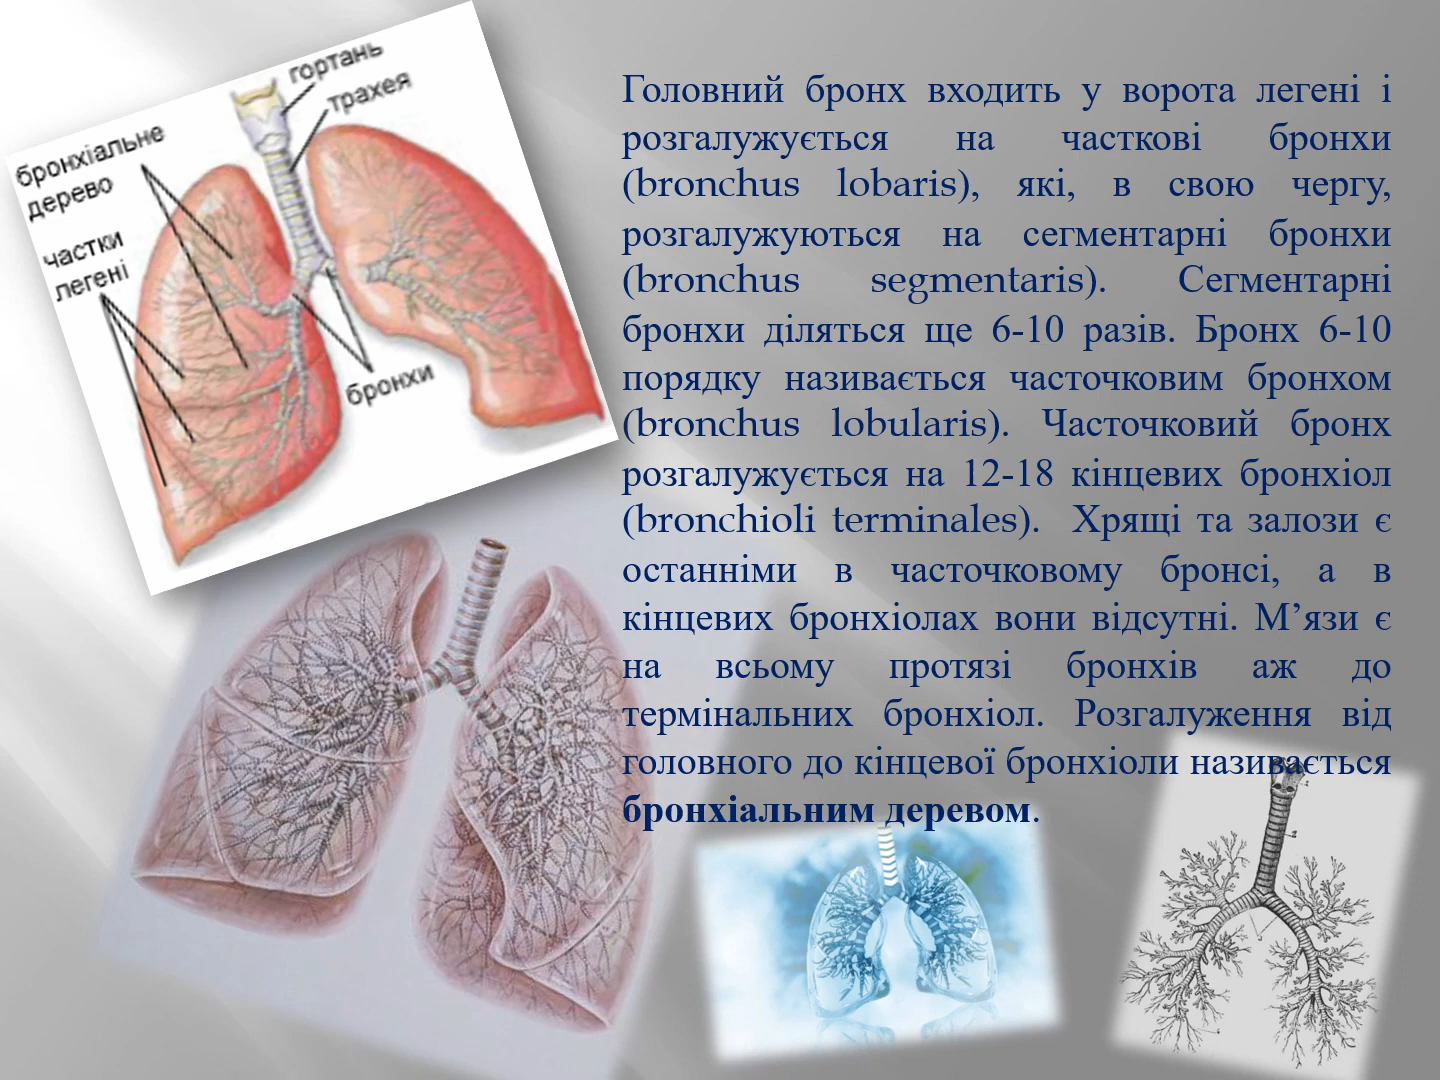 гортань
трахея
бронхіальне
дерево
частки
легені
бронхи
Головний бронх входить у ворота легені і
розгалужується на часткові бронхи
(bronchus lobaris), які, в свою чергу,
розгалужуються на сегментарні бронхи
(bronchus segmentaris). Сегментарні
бронхи діляться ще 6-10 разів. Бронх 6-10
порядку називається часточковим бронхом
(bronchus lobularis). Часточковий бронх
розгалужується на 12-18 кінцевих бронхіол
(bronchioli terminales). Хрящі та залози є
останніми в часточковому бронсі, а в
кінцевих бронхіолах вони відсутні. М’язи є
на всьому протязі бронхів аж до
термінальних бронхіол. Розгалуження від
головного до кінцевої бронхіоли називається
бронхіальним деревом.